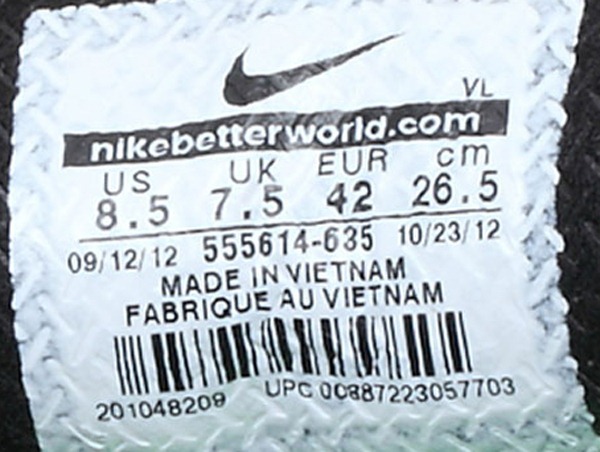 VL
nikebetterworld.com
US UK EUR cm
8.5 7.5 42 26.5
09/12/12 555614-635 10/23/12
MADE IN VIETNAM
FABRIQUE AU VIETNAM
201048209 UPC 00887223057703